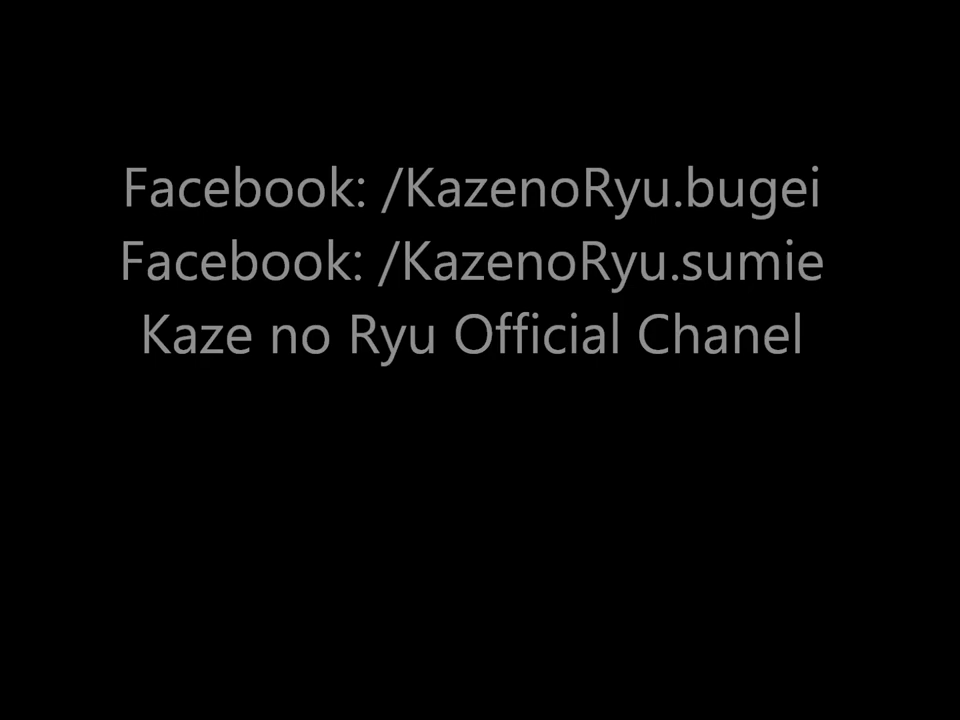 Facebook: /KazenoRyu.bugei
Facebook: /KazenoRyu.sumie
Kaze no Ryu Official Chanel